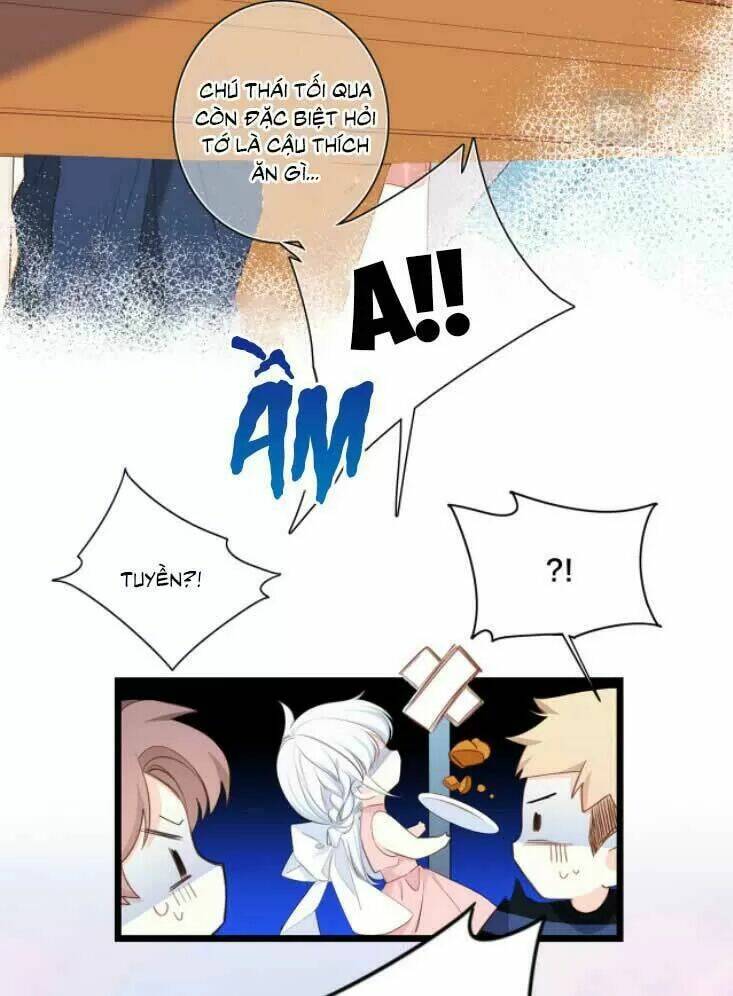 CHÚ THÁI TỐI QUA
CÒN ĐẶC BIỆT HỎI
TỚ LÀ CẬU THÍCH
ĂN GÌ...
A!!
ẦM
TUYỀN?!
?!